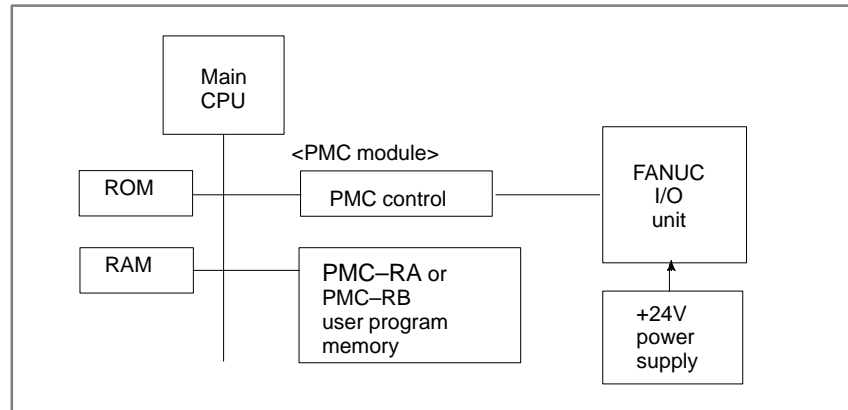 Main
CPU
<PMC module>
ROM
PMC control
FANUC
I/O
unit
RAM
PMC–RA or
PMC–RB
user program
memory
+24V
power
supply